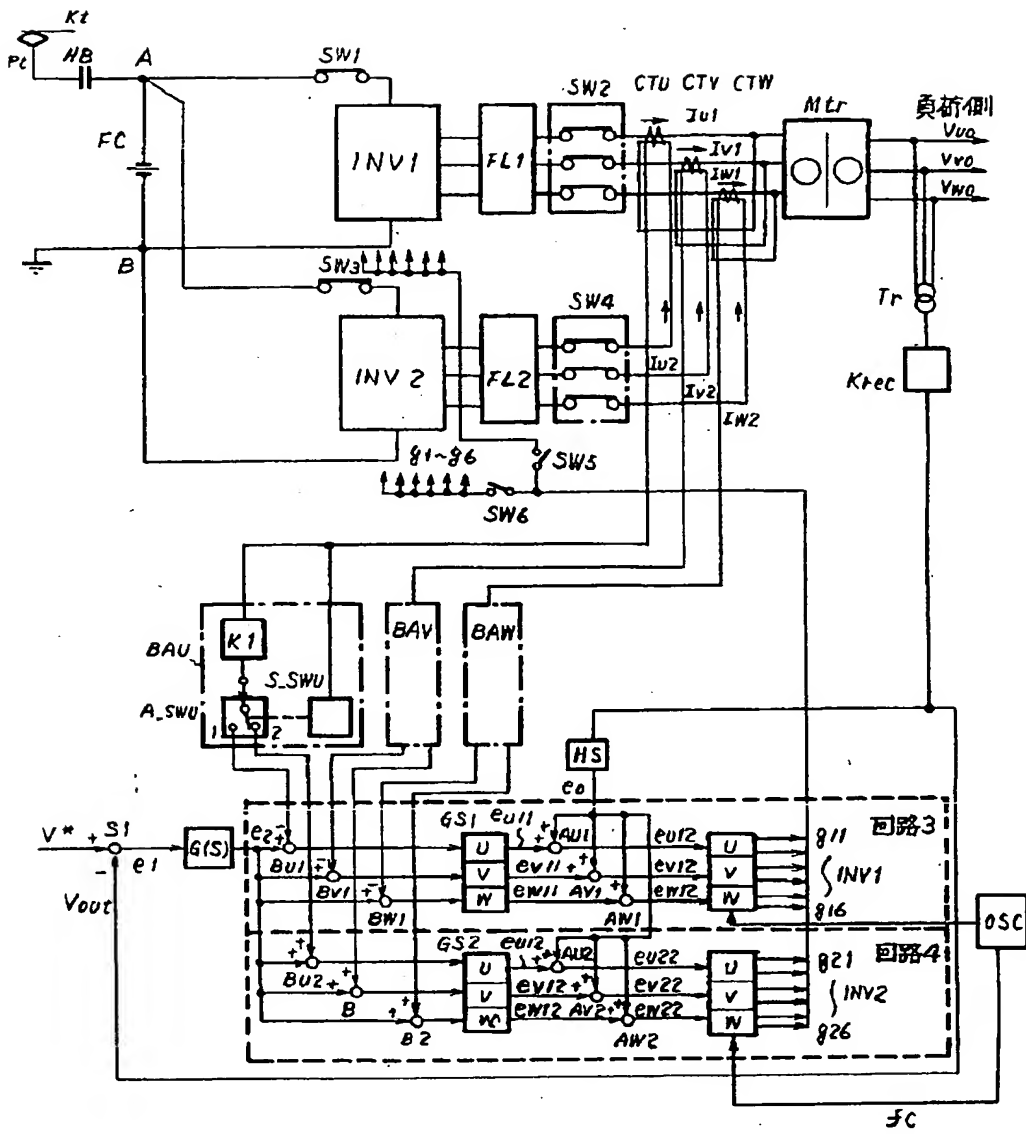 Kt
Pt
HB
A
SW1
SW2
CTU CTV CTW
Mtr
負荷側
Iu1
Iv1
Iw1
Vuo
Vvo
Vwo
FC
INV1
FL1
B
SW3
SW4
Tr
INV2
FL2
Iu2
Iv2
Iw2
Krec
g1~g6
SW5
SW6
BAU
K1
S_SWU
A_SWU
1
2
BAV
BAW
HS
eo
V*
+
S1
-
e1
Vout
G(S)
e2
-
BU1
-
BV1
-
BW1
GS1
U
V
W
eu11
ev11
ew11
+
+
AU1
+
+
AV1
+
+
AW1
eu12
ev12
ew12
U
V
W
g11
g16
INV1
回路3
OSC
+
+
BU2
+
+
B
+
+
B2
GS2
U
V
W
eu12
ev12
ew12
+
+
AU2
+
+
AV2
+
+
AW2
eu22
ev22
ew22
U
V
W
g21
g26
INV2
回路4
fc